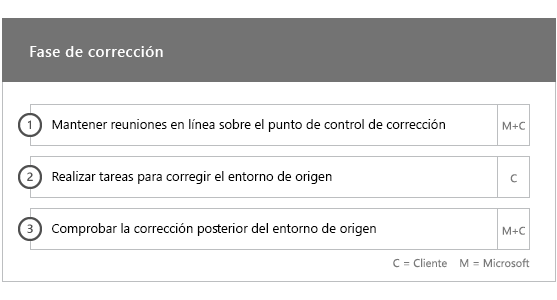 Fase de corrección
1 Mantener reuniones en línea sobre el punto de control de corrección M+C
2 Realizar tareas para corregir el entorno de origen C
3 Comprobar la corrección posterior del entorno de origen M+C
C = Cliente M = Microsoft